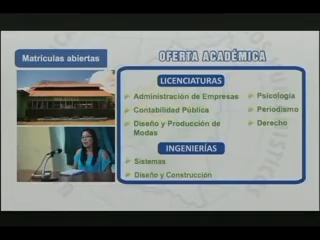 Matrículas abiertas
OFERTA ACADÉMICA
LICENCIATURAS
Administración de Empresas
Contabilidad Pública
Diseño y Producción de
Modas
Psicología
Periodismo
Derecho
INGENIERÍAS
Sistemas
Diseño y Construcción